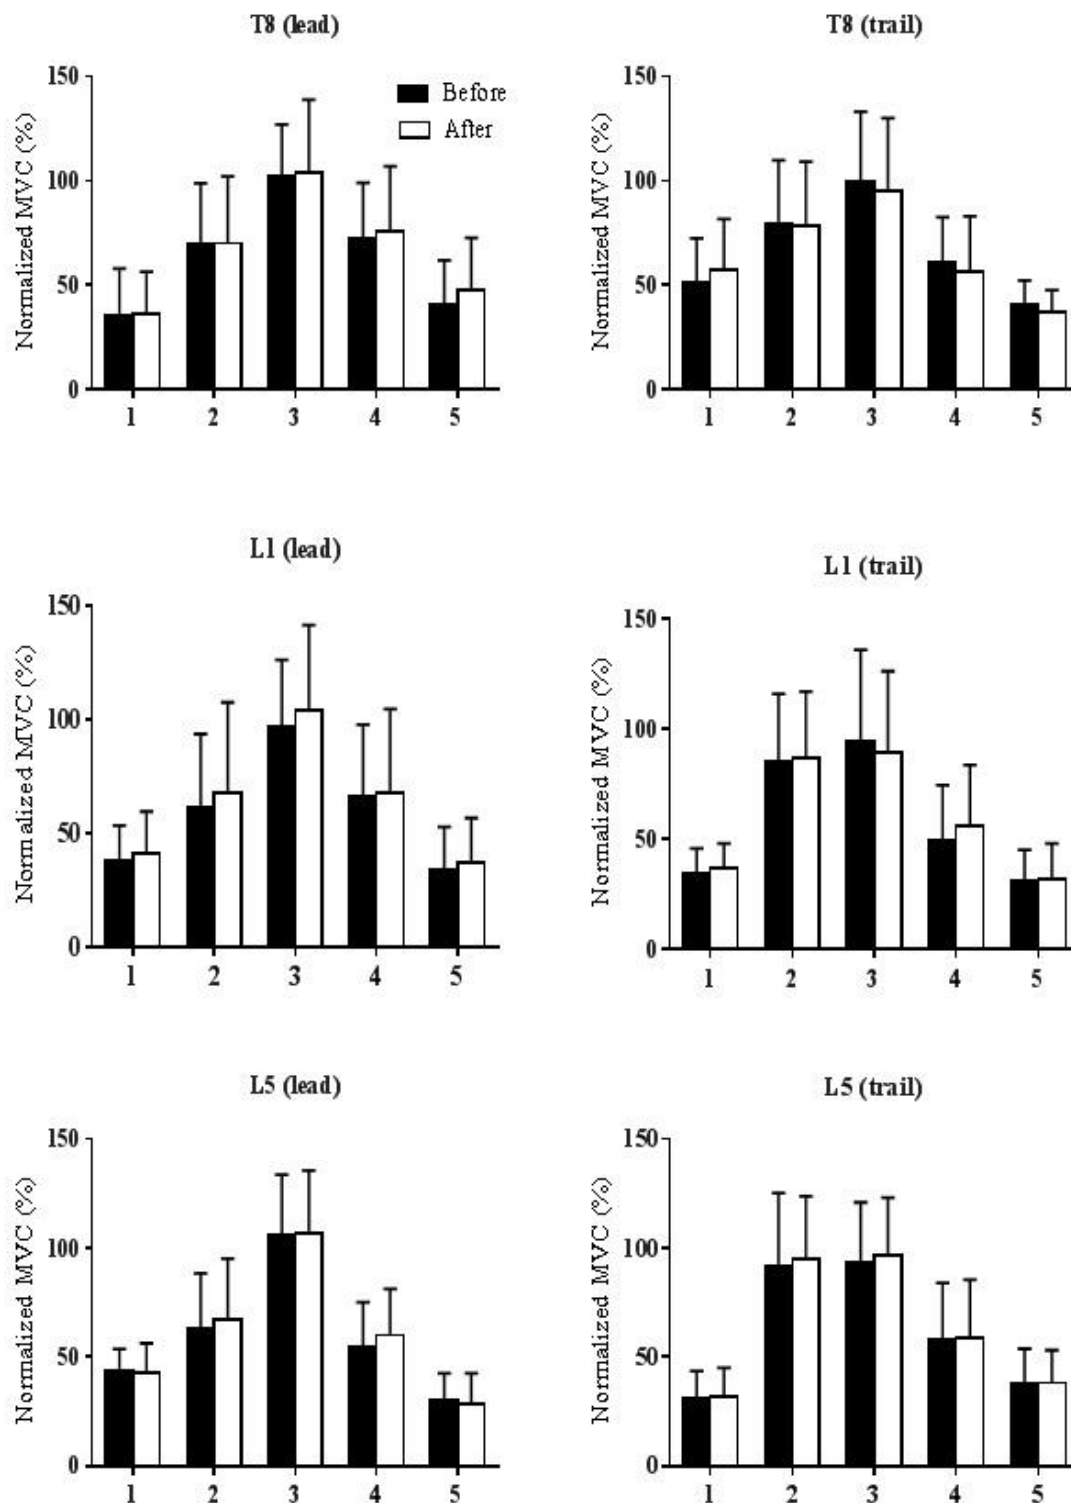 T8 (lead)
Normalized MVC (%)
150
100
50
0
Before
After
1 2 3 4 5
T8 (trail)
Normalized MVC (%)
150
100
50
0
1 2 3 4 5
L1 (lead)
Normalized MVC (%)
150
100
50
0
1 2 3 4 5
L1 (trail)
Normalized MVC (%)
150
100
50
0
1 2 3 4 5
L5 (lead)
Normalized MVC (%)
150
100
50
0
1 2 3 4 5
L5 (trail)
Normalized MVC (%)
150
100
50
0
1 2 3 4 5